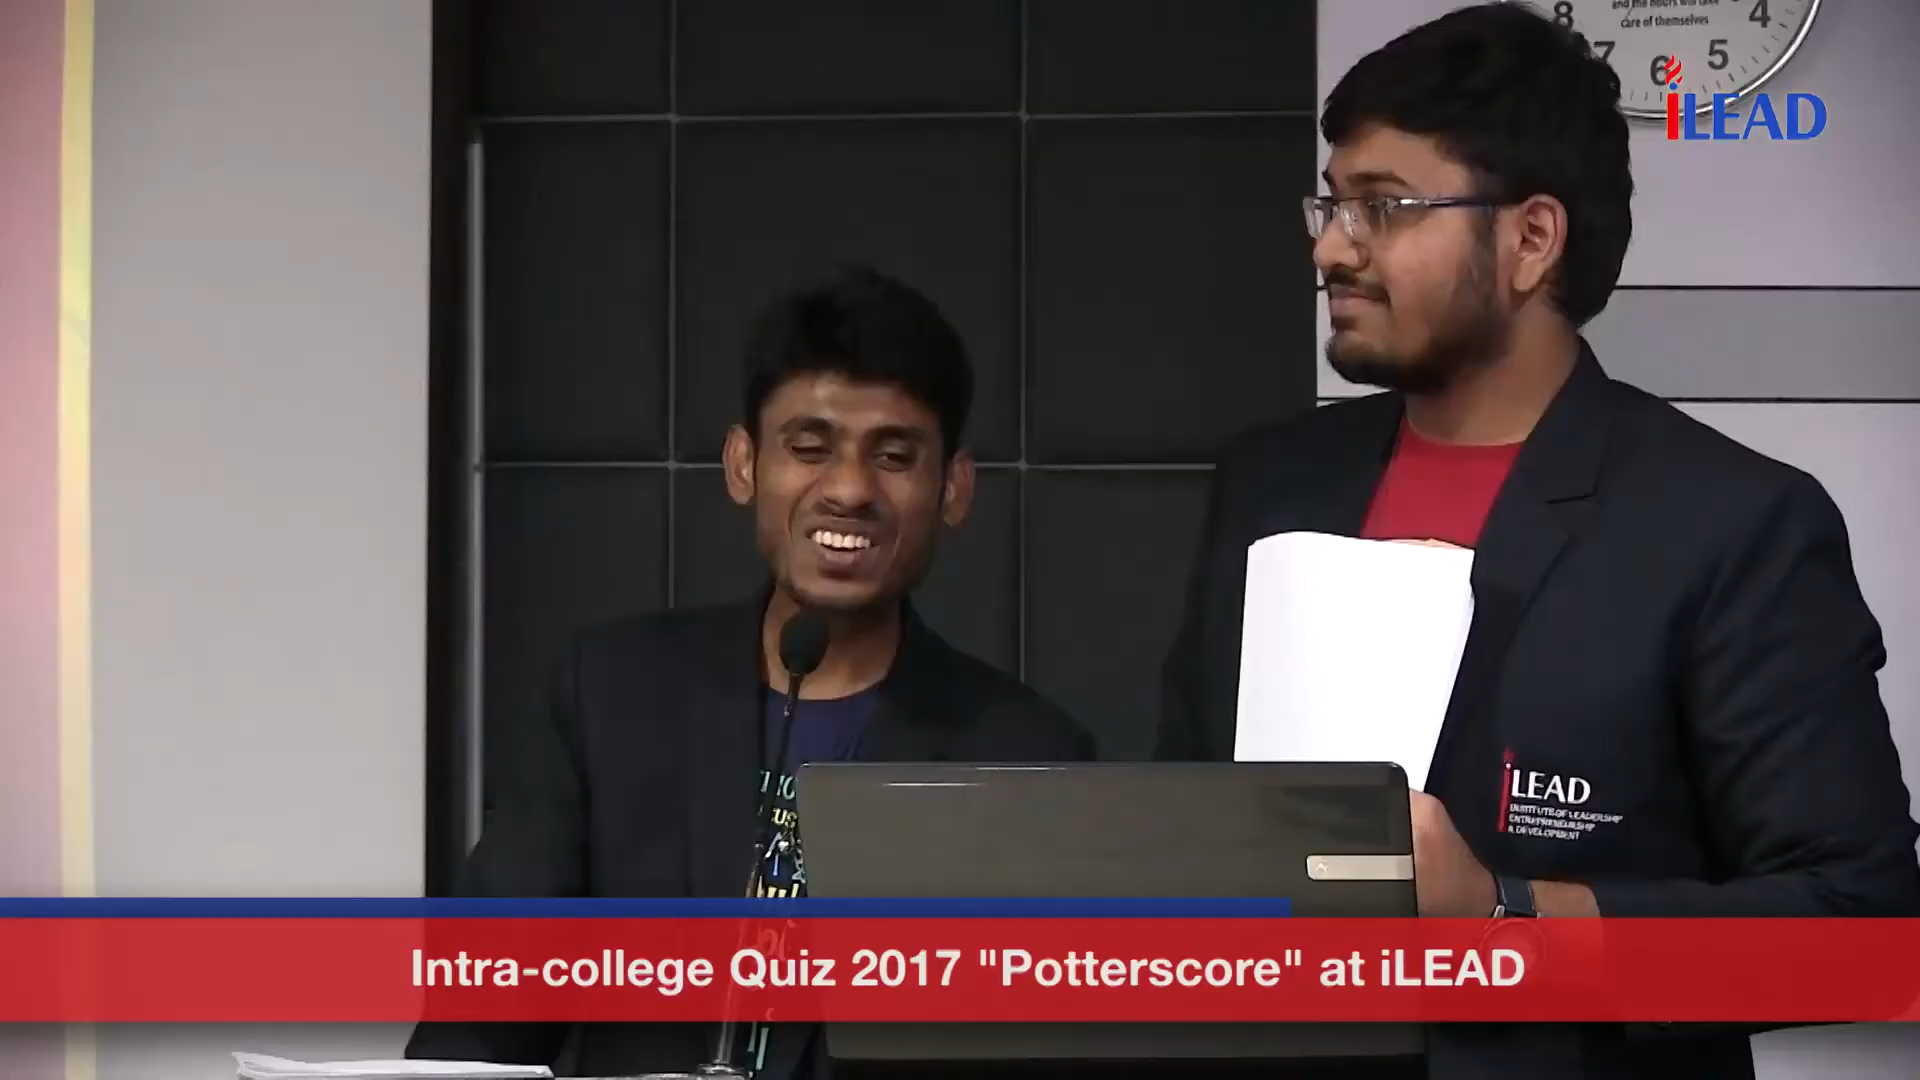 and the hours will take
care of themselves
8
4
7
5
6
iLEAD
iLEAD
INSTITUTE OF LEADERSHIP
ENTREPRENEURSHIP
& DEVELOPMENT
Intra-college Quiz 2017 "Potterscore" at iLEAD